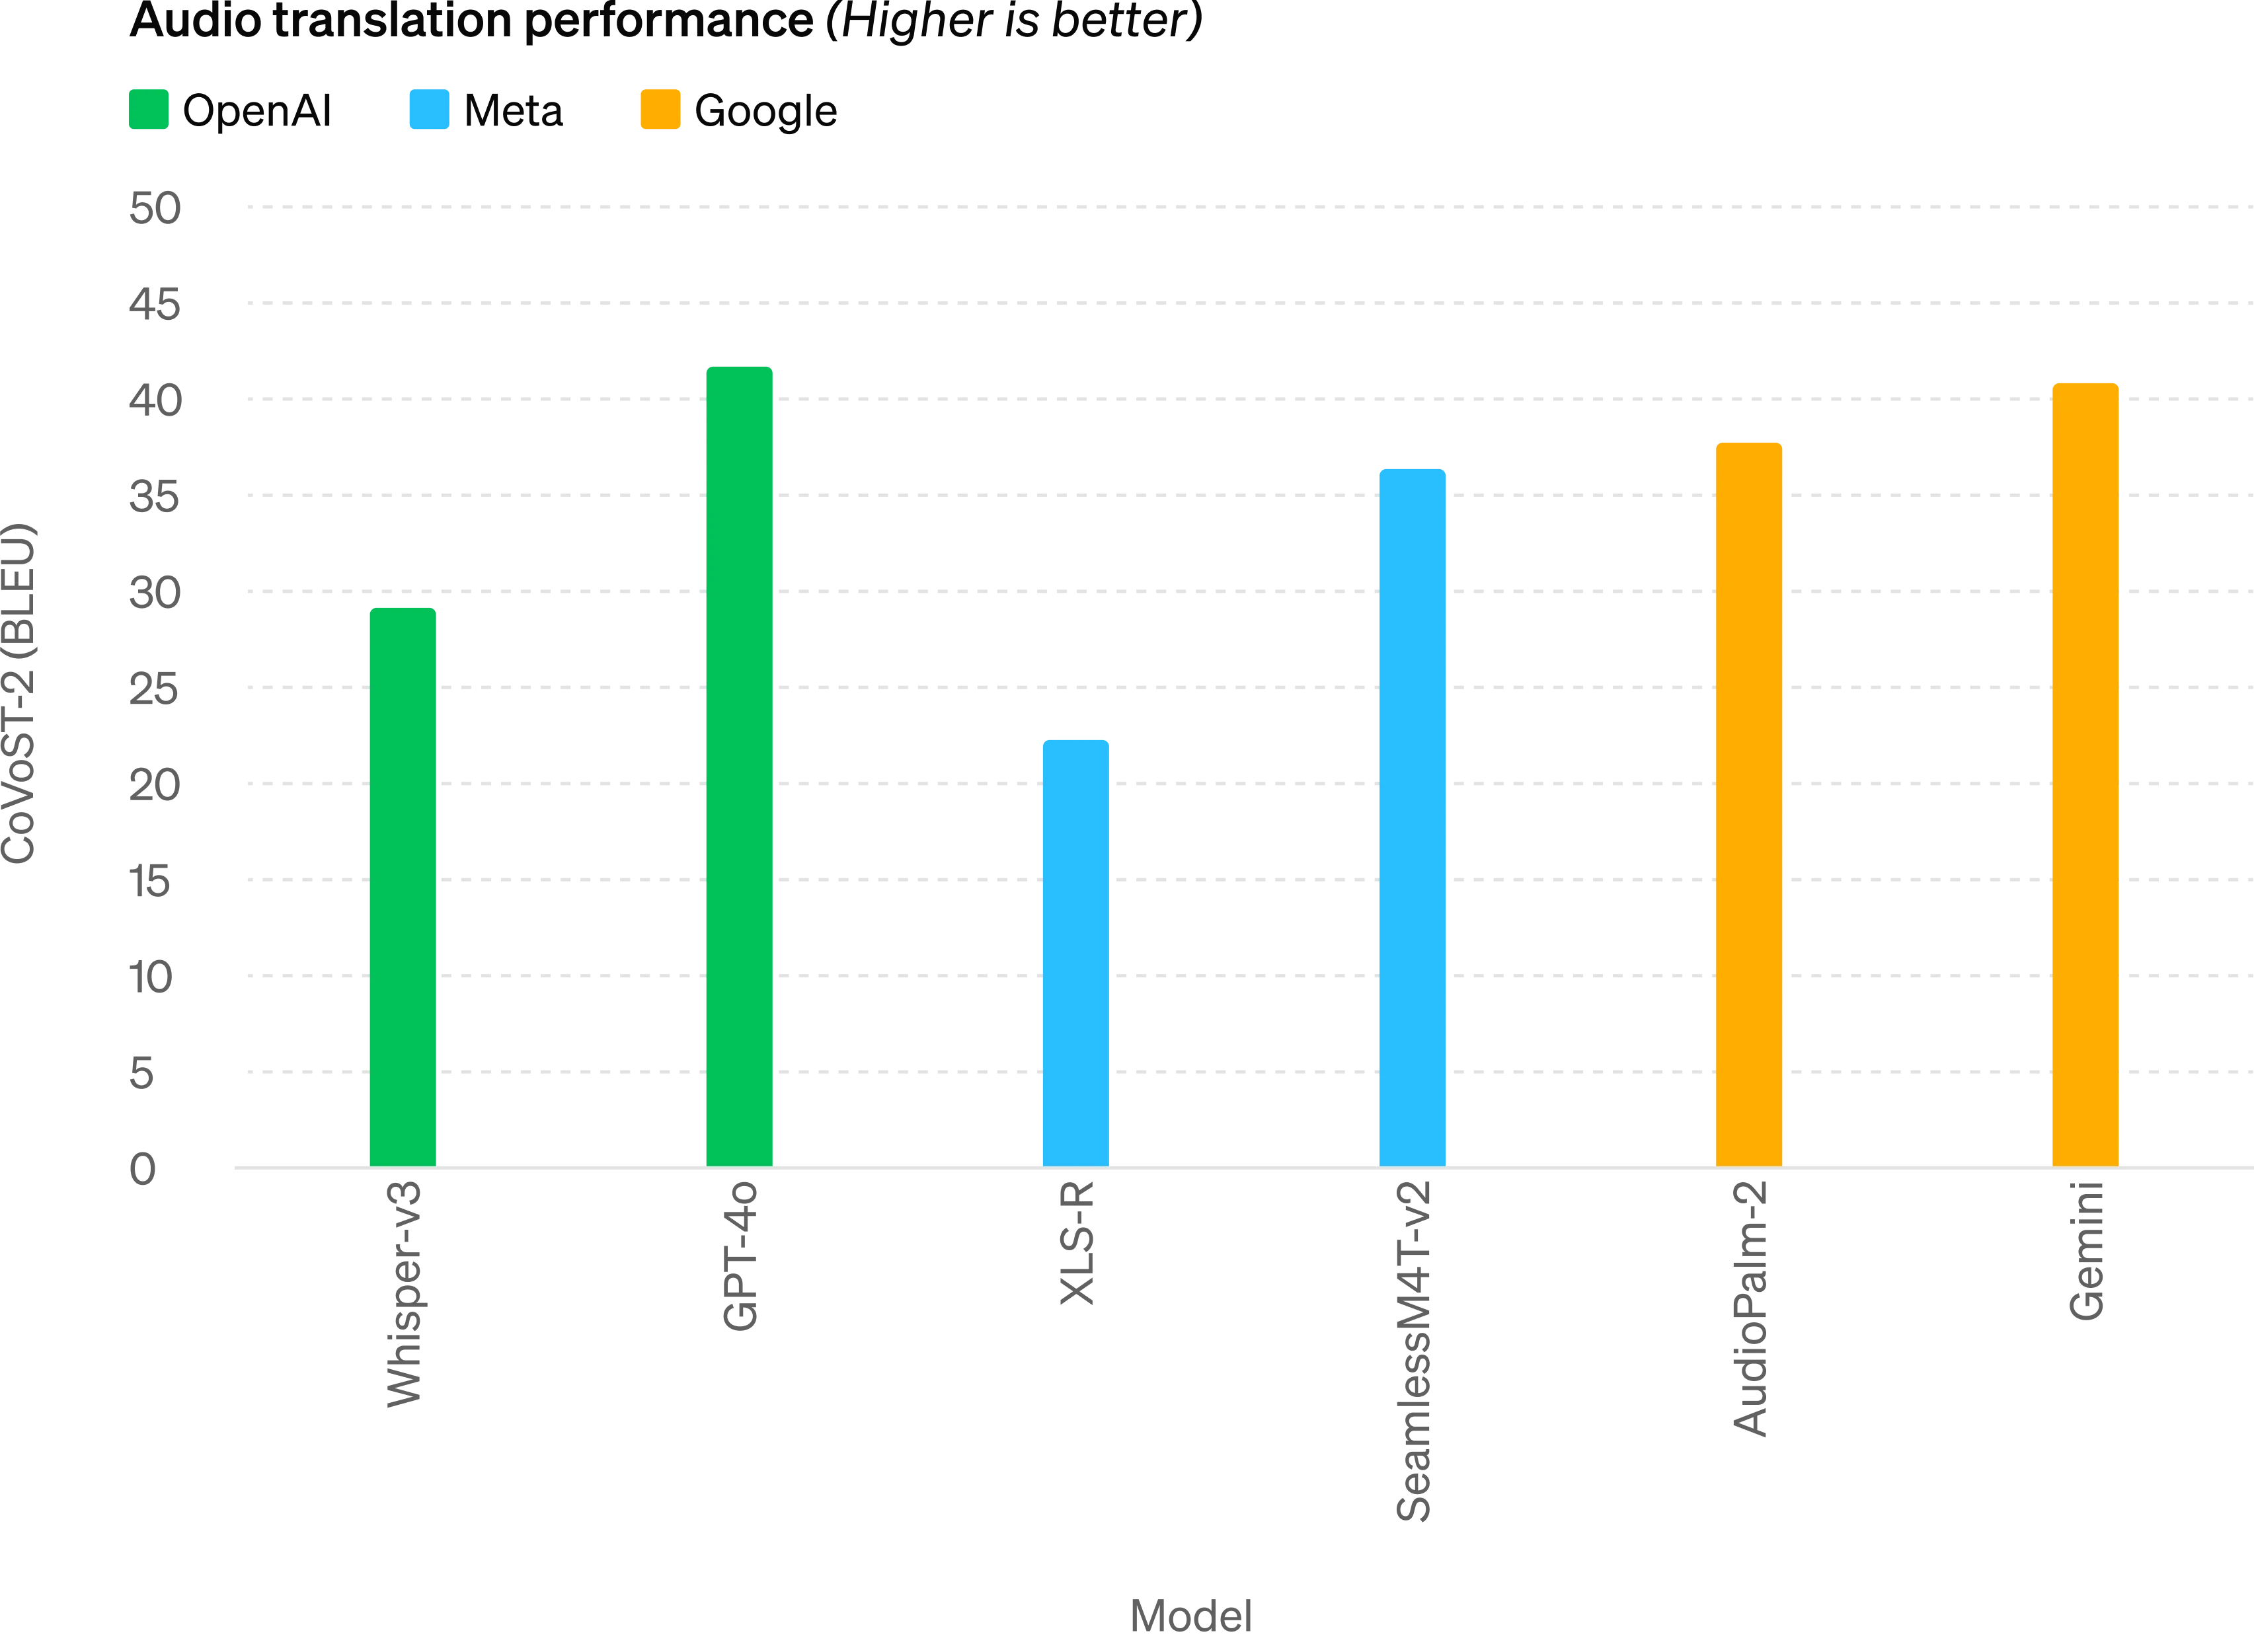 Audio translation performance (Higher is better)
OpenAI
Meta
Google
CoVoST-2 (BLEU)
50
45
40
35
30
25
20
15
10
5
0
Whisper-v3
GPT-4o
XLS-R
SeamlessM4T-v2
AudioPalm-2
Gemini
Model